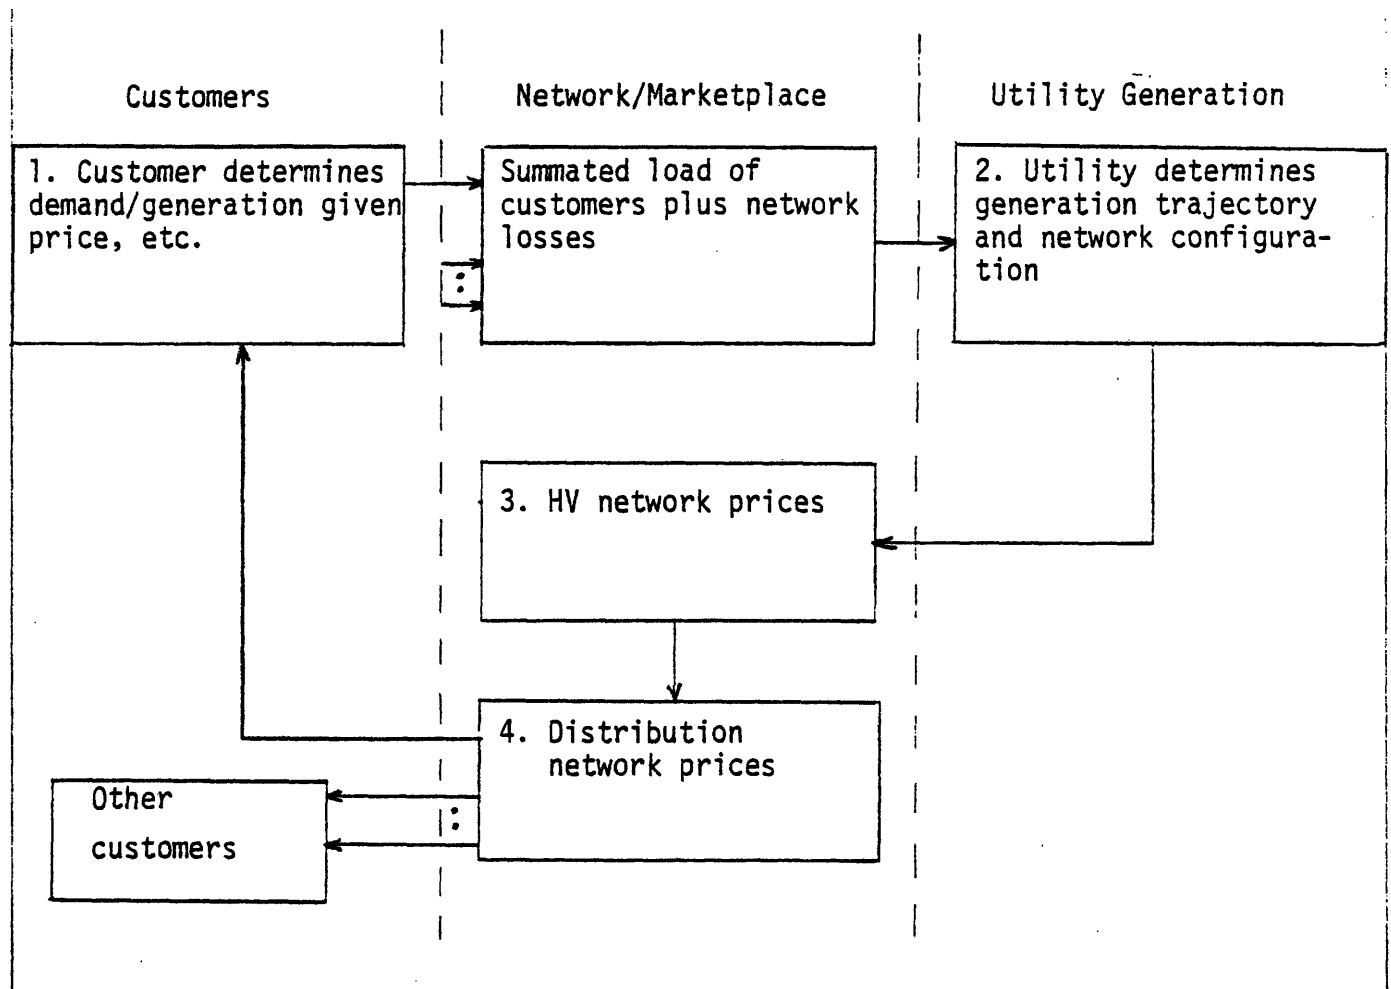 Customers
Network/Marketplace
Utility Generation
1. Customer determines
demand/generation given
price, etc.
Summated load of
customers plus network
losses
2. Utility determines
generation trajectory
and network configura-
tion
3. HV network prices
4. Distribution
network prices
Other
customers